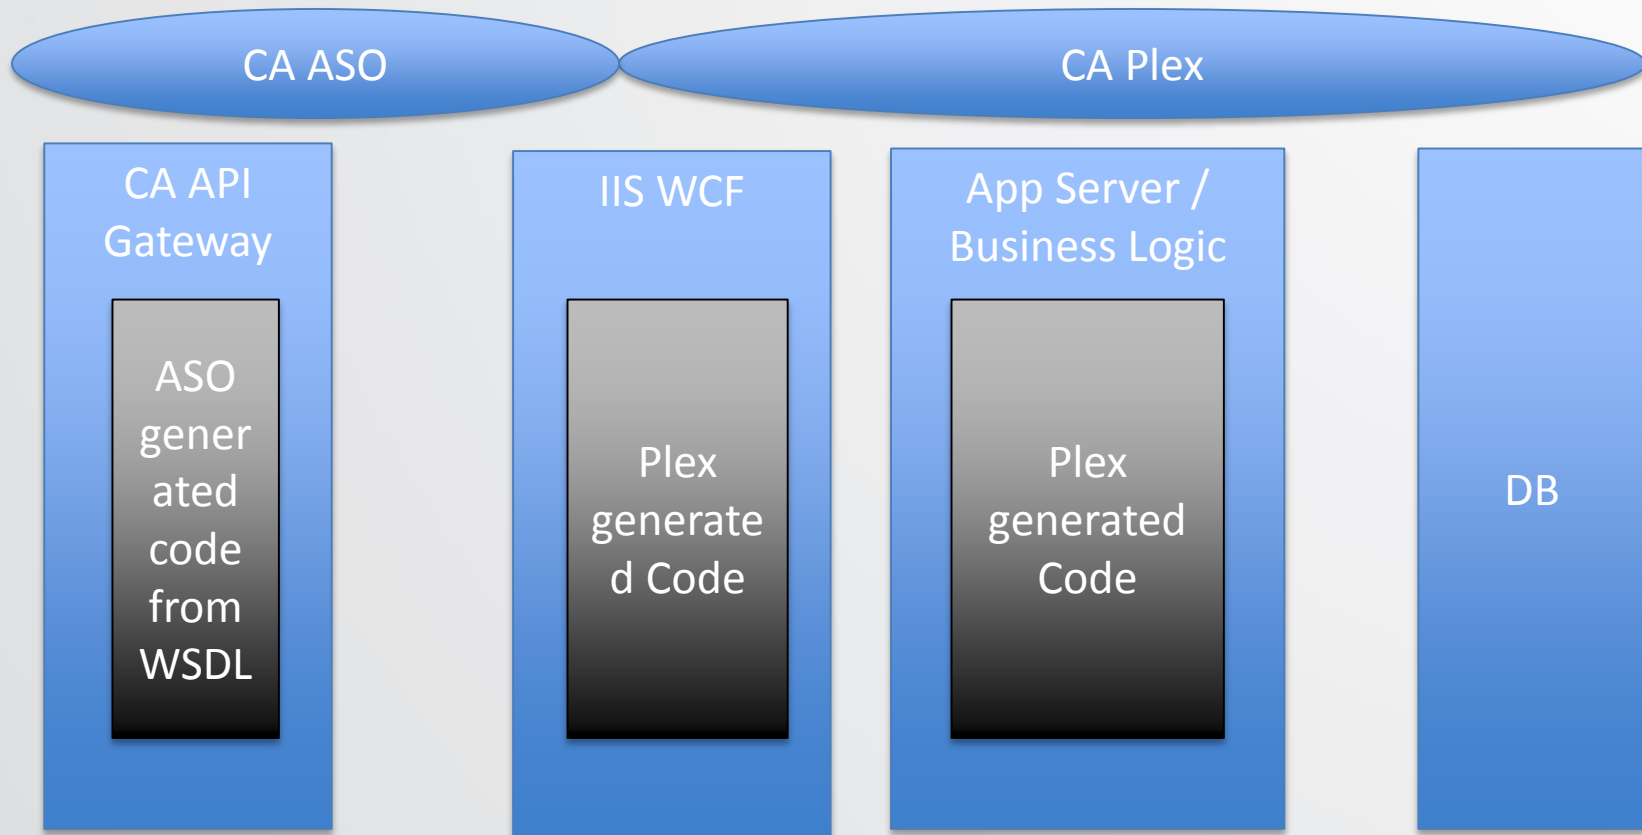 CA ASO
CA Plex
CA API
Gateway
ASO
gener
ated
code
from
WSDL
IIS WCF
Plex
generate
d Code
App Server /
Business Logic
Plex
generated
Code
DB